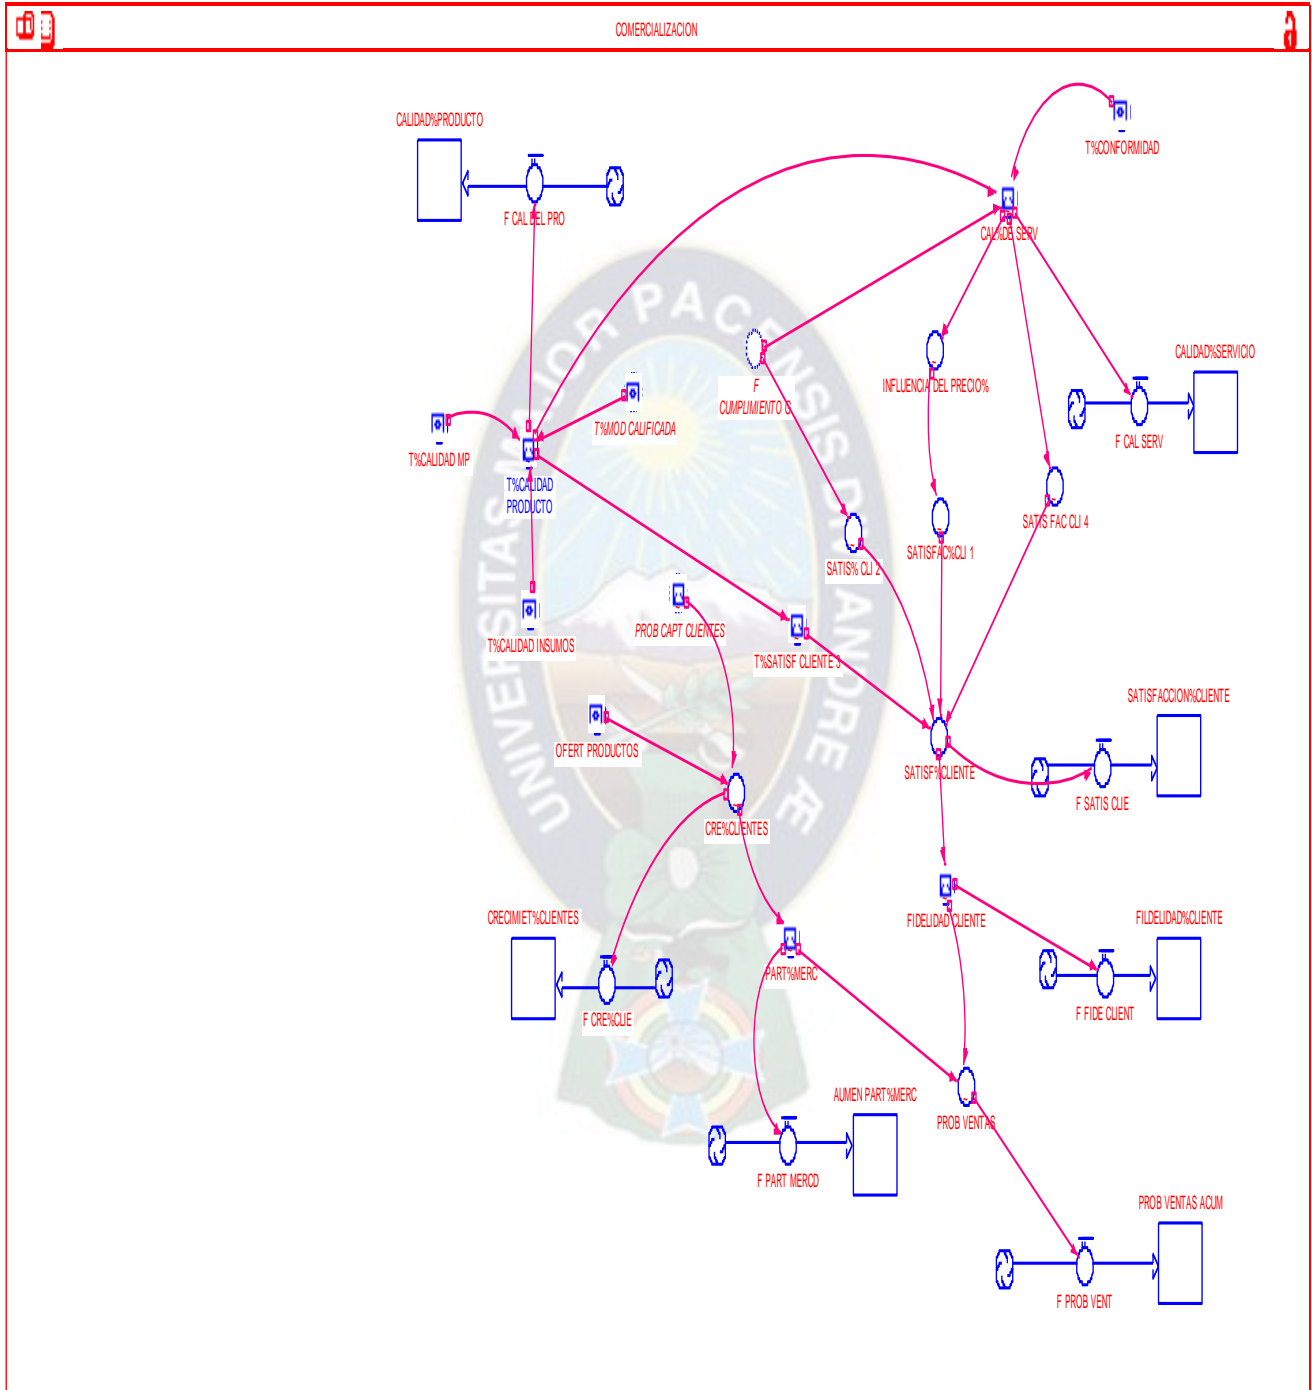 COMERCIALIZACION
CALIDAD%PRODUCTO
T%CONFORMIDAD
F CAL DEL PRO
CAL%DE SERV
CALIDAD%SERVICIO
INFLUENCIA DEL PRECIO%
F
CUMPLIMIENTO C
T%MOD CALIFICADA
F CAL SERV
T%CALIDAD MP
T%CALIDAD
PRODUCTO
SATIS FAC CLI 4
SATISFAC%CLI 1
SATIS% CLI 2
PROB CAPT CLIENTES
T%CALIDAD INSUMOS
T%SATISF CLIENTE 3
SATISFACCION%CLIENTE
OFERT PRODUCTOS
SATISF%CLIENTE
F SATIS CLIE
CRE%CLIENTES
CRECIMIET%CLIENTES
FIDELIDAD CLIENTE
FILDELIDAD%CLIENTE
PART%MERC
F CRE%CLIE
F FIDE CLIENT
AUMEN PART%MERC
PROB VENTAS
F PART MERCD
PROB VENTAS ACUM
F PROB VENT
UNIVERSITAS MAJOR PACENSIS DIVI ANDREÆ